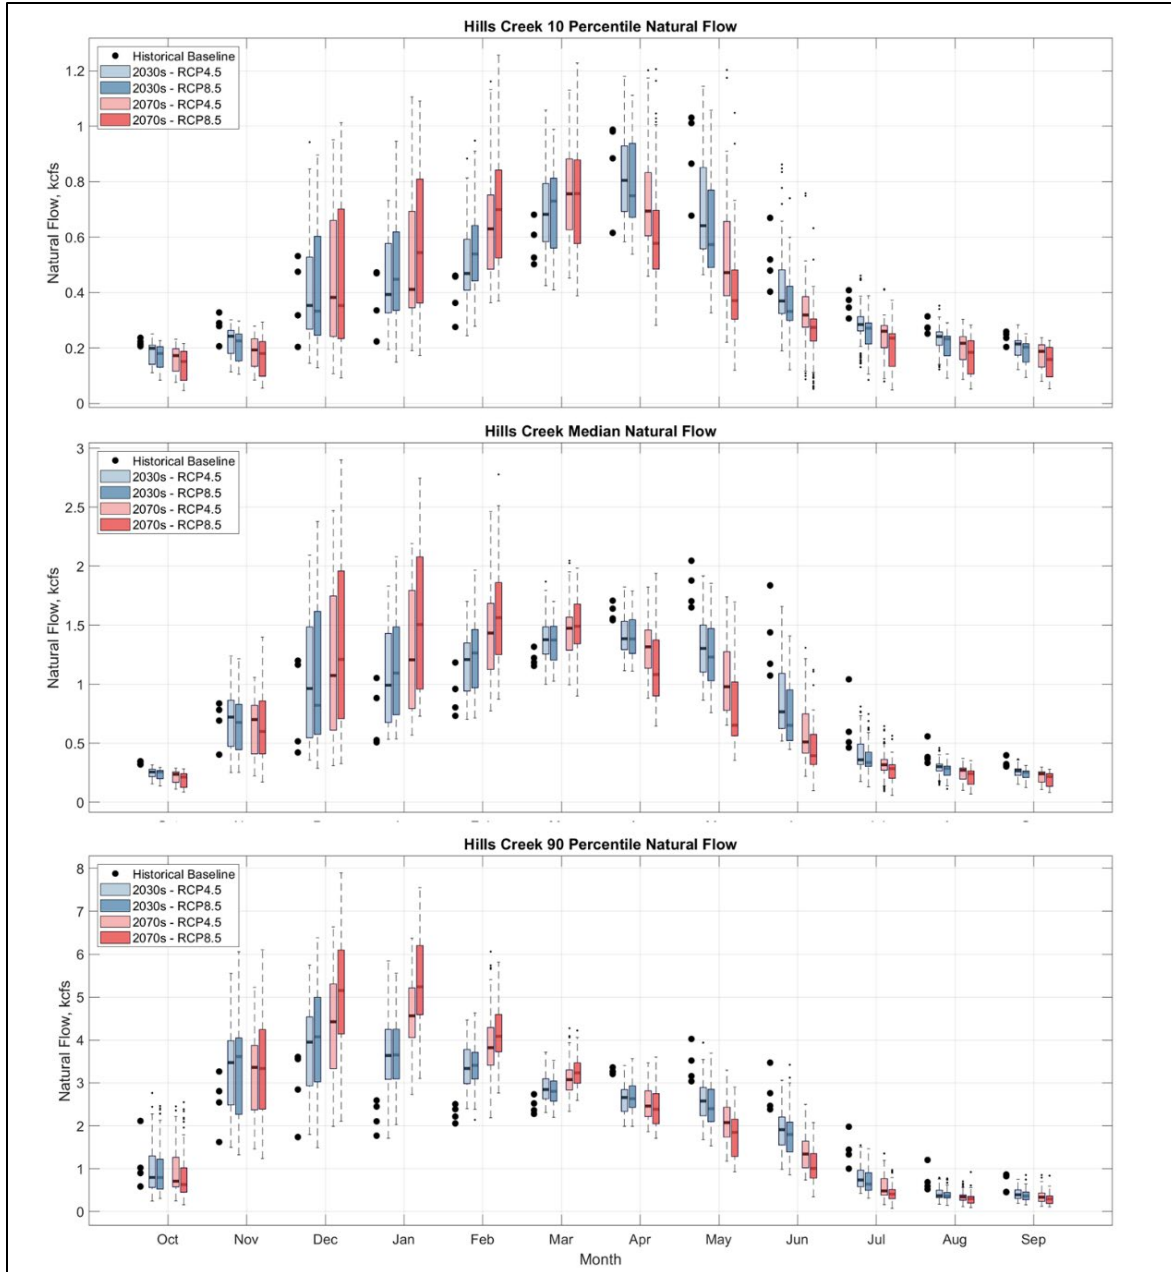 Hills Creek 10 Percentile Natural Flow
Historical Baseline
2030s - RCP4.5
2030s - RCP8.5
2070s - RCP4.5
2070s - RCP8.5
Natural Flow, kcfs
1.2
1
0.8
0.6
0.4
0.2
0
Hills Creek Median Natural Flow
Historical Baseline
2030s - RCP4.5
2030s - RCP8.5
2070s - RCP4.5
2070s - RCP8.5
Natural Flow, kcfs
3
2.5
2
1.5
1
0.5
0
Hills Creek 90 Percentile Natural Flow
Historical Baseline
2030s - RCP4.5
2030s - RCP8.5
2070s - RCP4.5
2070s - RCP8.5
Natural Flow, kcfs
8
7
6
5
4
3
2
1
0
Oct Nov Dec Jan Feb Mar Apr May Jun Jul Aug Sep
Month